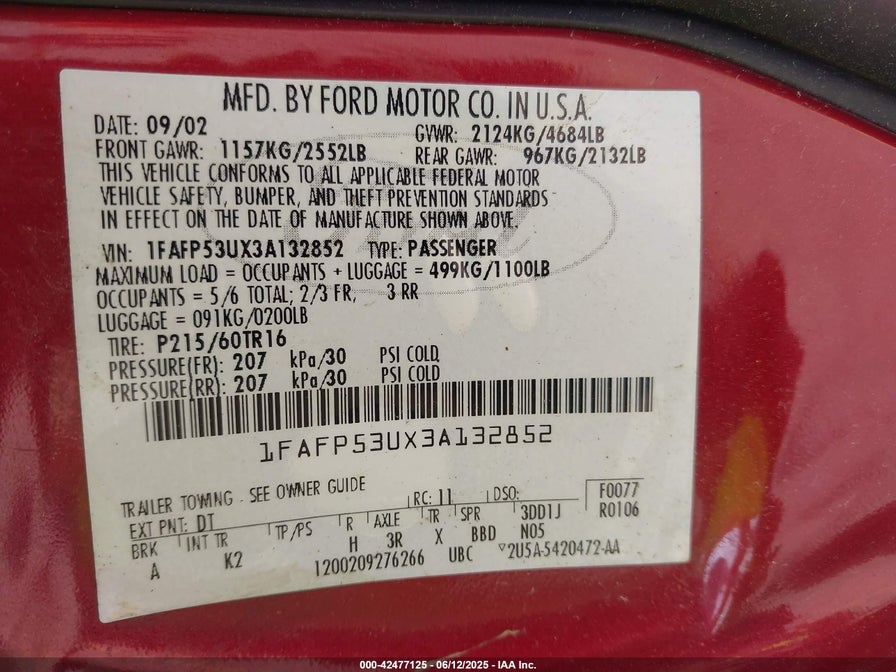 MFD. BY FORD MOTOR CO. IN U.S.A.
DATE: 09/02 GVWR: 2124KG/4684LB
FRONT GAWR: 1157KG/2552LB REAR GAWR: 967KG/2132LB
THIS VEHICLE CONFORMS TO ALL APPLICABLE FEDERAL MOTOR
VEHICLE SAFETY, BUMPER, AND THEFT PREVENTION STANDARDS
IN EFFECT ON THE DATE OF MANUFACTURE SHOWN ABOVE.
VIN: 1FAFP53UX3A132852 TYPE: PASSENGER
MAXIMUM LOAD = OCCUPANTS + LUGGAGE = 499KG/1100LB
OCCUPANTS = 5/6 TOTAL; 2/3 FR, 3 RR
LUGGAGE = 091KG/0200LB
TIRE: P215/60TR16
PRESSURE(FR): 207 kPa/30 PSI COLD
PRESSURE(RR): 207 kPa/30 PSI COLD
1FAFP53UX3A132852
TRAILER TOWING - SEE OWNER GUIDE
EXT PNT: DT RC: 11 DSO: F0077
BRK INT TR TP/PS R AXLE TR SPR 3DD1J R0106
A K2 H 3R X BBD N05
1200209276266 UBC 2U5A-5420472-AA
000-42477125 - 06/12/2025 - IAA Inc.